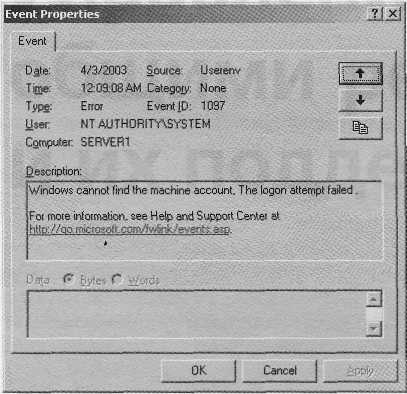 Event Properties
Event
Date: 4/3/2003 Source: Userenv
Time: 12:09:08 AM Category: None
Type: Error Event ID: 1097
User: NT AUTHORITY\SYSTEM
Computer: SERVER1
Description:
Windows cannot find the machine account, The logon attempt failed .
For more information, see Help and Support Center at
http://go.microsoft.com/fwlink/events.asp.
Data: Bytes Words
OK Cancel Apply